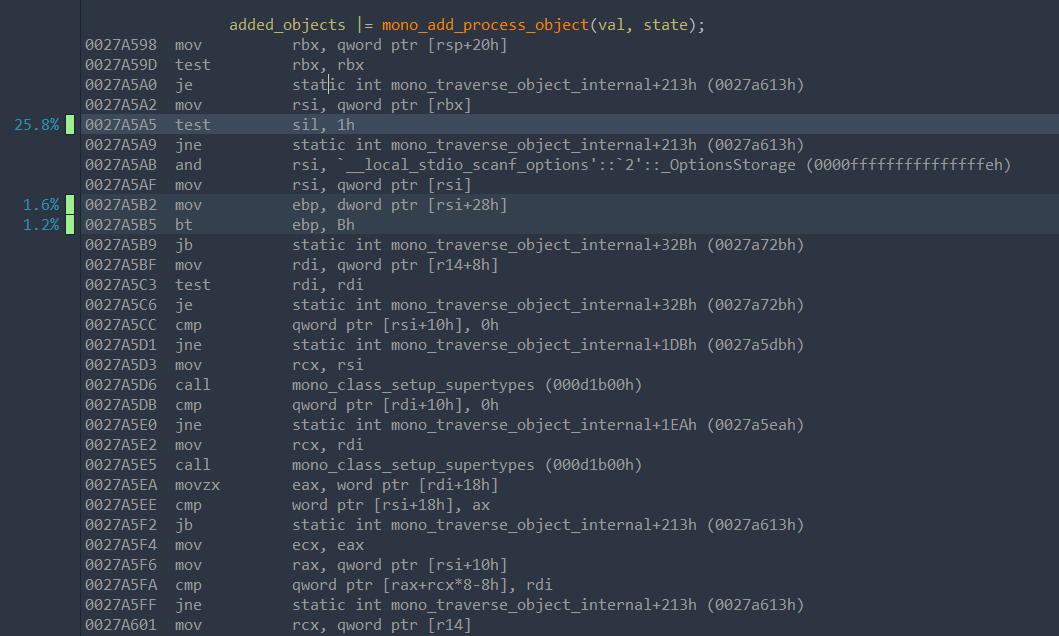 added_objects |= mono_add_process_object(val, state);
0027A598 mov rbx, qword ptr [rsp+20h]
0027A59D test rbx, rbx
0027A5A0 je static int mono_traverse_object_internal+213h (0027a613h)
0027A5A2 mov rsi, qword ptr [rbx]
25.8% 0027A5A5 test sil, 1h
0027A5A9 jne static int mono_traverse_object_internal+213h (0027a613h)
0027A5AB and rsi, `__local_stdio_scanf_options'::`2'::_OptionsStorage (0000fffffffffffffffeh)
0027A5AF mov rsi, qword ptr [rsi]
1.6% 0027A5B2 mov ebp, dword ptr [rsi+28h]
1.2% 0027A5B5 bt ebp, Bh
0027A5B9 jb static int mono_traverse_object_internal+32Bh (0027a72bh)
0027A5BF mov rdi, qword ptr [r14+8h]
0027A5C3 test rdi, rdi
0027A5C6 je static int mono_traverse_object_internal+32Bh (0027a72bh)
0027A5CC cmp qword ptr [rsi+10h], 0h
0027A5D1 jne static int mono_traverse_object_internal+1DBh (0027a5dbh)
0027A5D3 mov rcx, rsi
0027A5D6 call mono_class_setup_supertypes (000d1b00h)
0027A5DB cmp qword ptr [rdi+10h], 0h
0027A5E0 jne static int mono_traverse_object_internal+1EAh (0027a5eah)
0027A5E2 mov rcx, rdi
0027A5E5 call mono_class_setup_supertypes (000d1b00h)
0027A5EA movzx eax, word ptr [rdi+18h]
0027A5EE cmp word ptr [rsi+18h], ax
0027A5F2 jb static int mono_traverse_object_internal+213h (0027a613h)
0027A5F4 mov ecx, eax
0027A5F6 mov rax, qword ptr [rsi+10h]
0027A5FA cmp qword ptr [rax+rcx*8-8h], rdi
0027A5FF jne static int mono_traverse_object_internal+213h (0027a613h)
0027A601 mov rcx, qword ptr [r14]